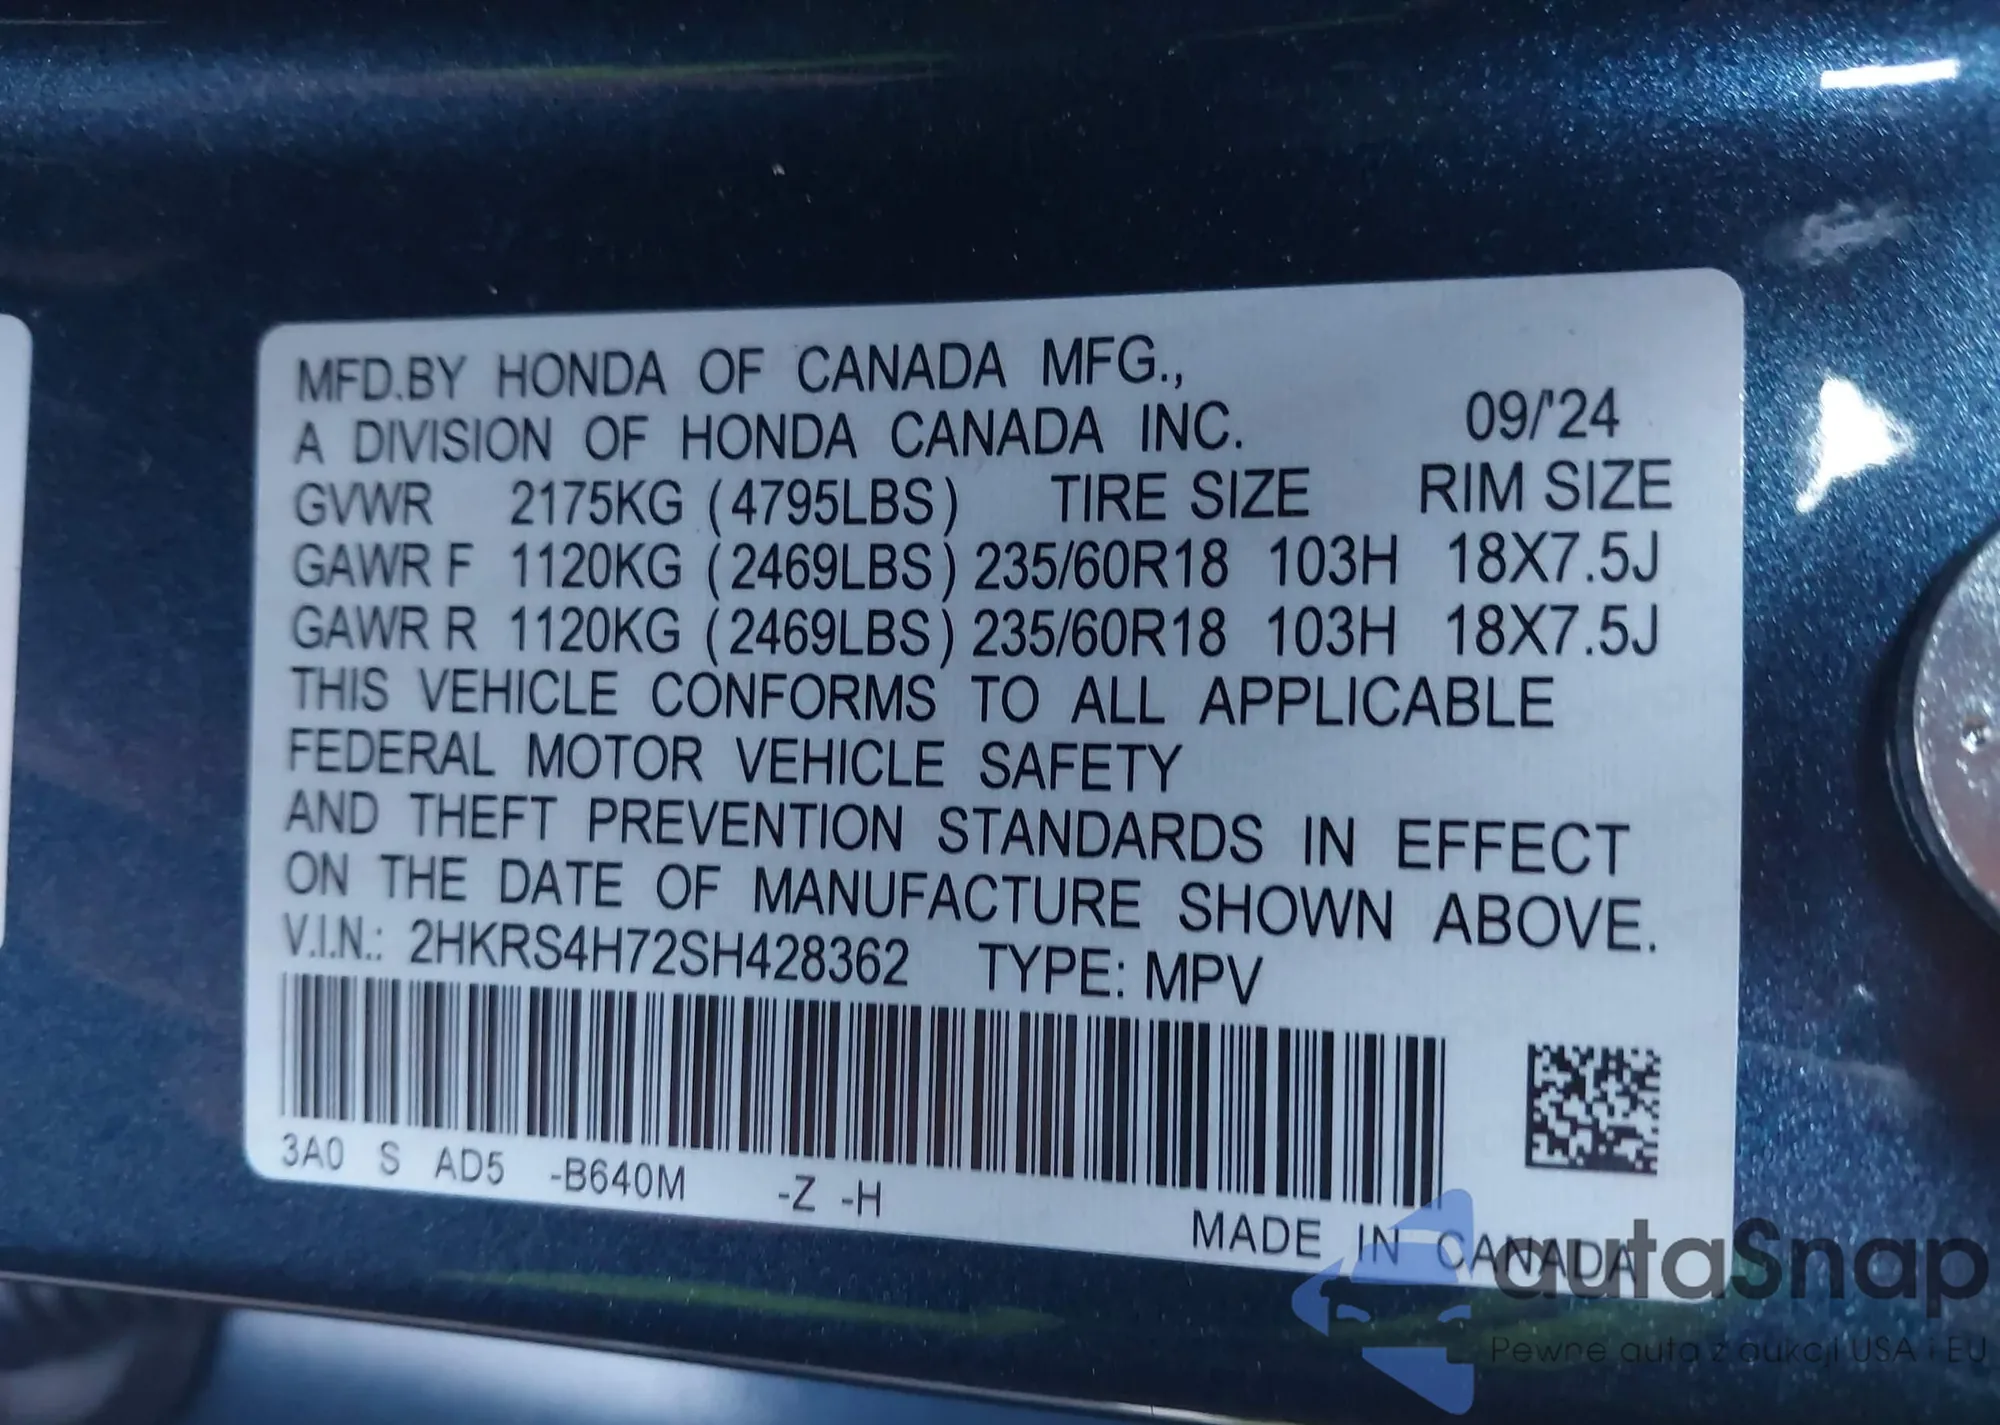 MFD.BY HONDA OF CANADA MFG.,
A DIVISION OF HONDA CANADA INC. 09/'24
GVWR 2175KG (4795LBS) TIRE SIZE RIM SIZE
GAWR F 1120KG (2469LBS) 235/60R18 103H 18X7.5J
GAWR R 1120KG (2469LBS) 235/60R18 103H 18X7.5J
THIS VEHICLE CONFORMS TO ALL APPLICABLE
FEDERAL MOTOR VEHICLE SAFETY
AND THEFT PREVENTION STANDARDS IN EFFECT
ON THE DATE OF MANUFACTURE SHOWN ABOVE.
V.I.N.: 2HKRS4H72SH428362 TYPE: MPV
3A0 S AD5 -B640M -Z -H
MADE IN CANADA
autaSnap
Pewne auta z aukcji USA i EU